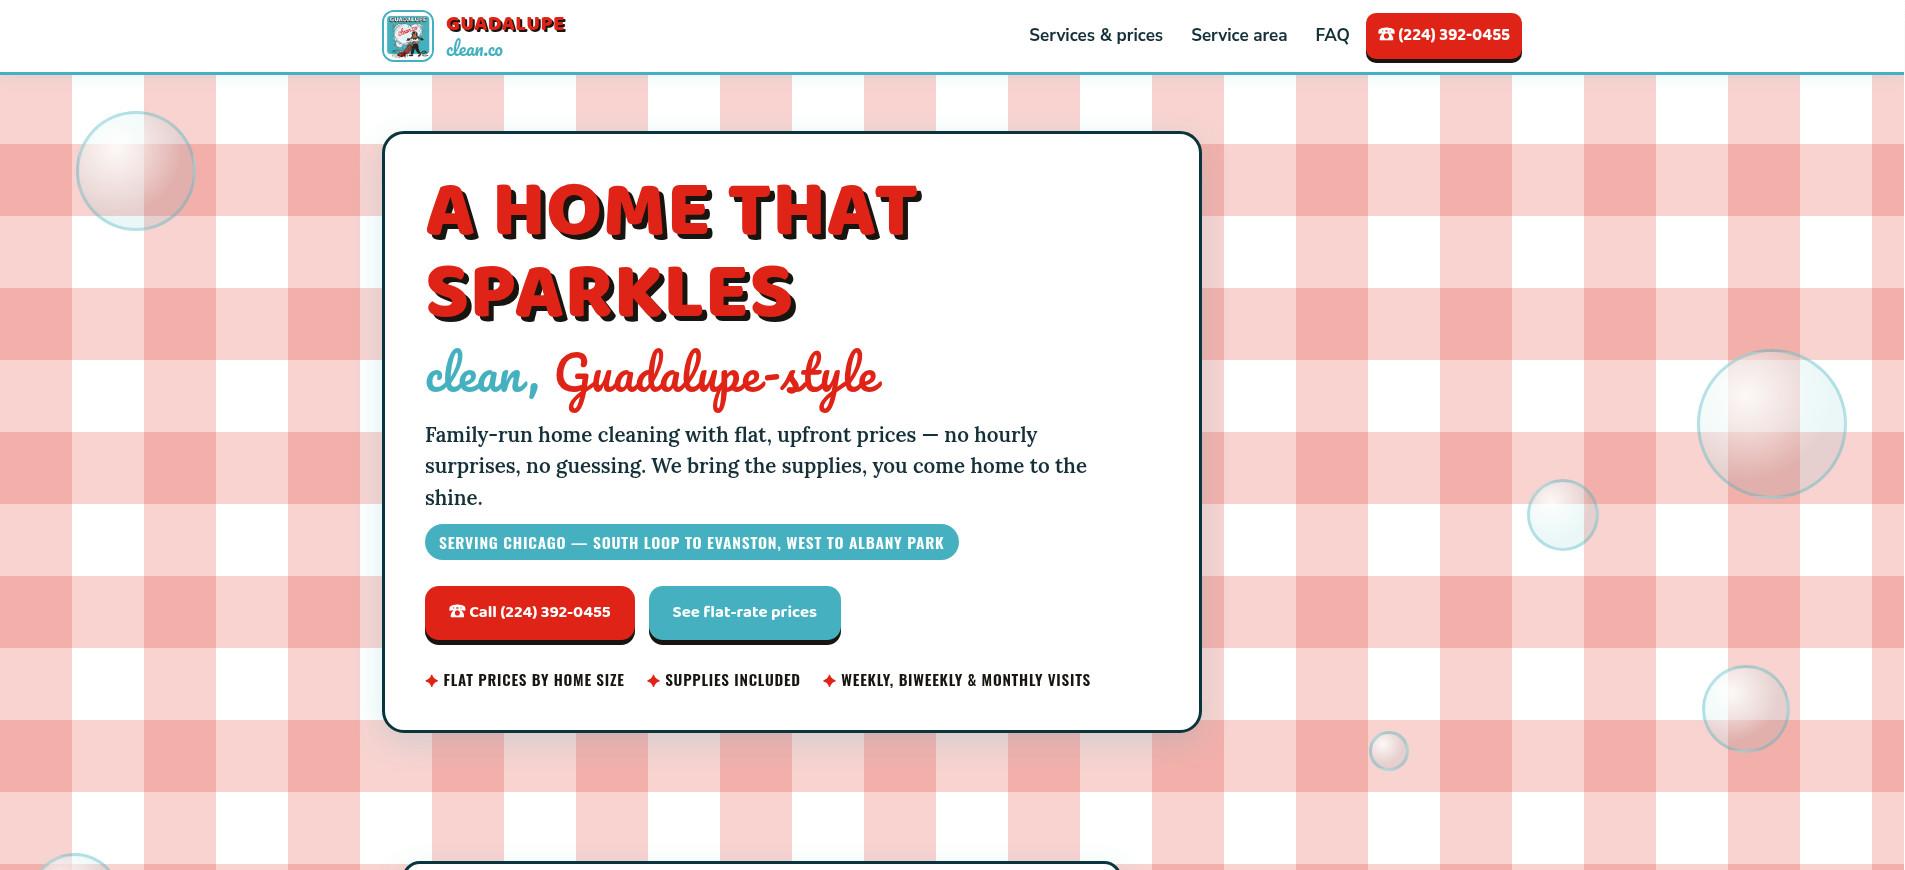 GUADALUPE
clean.co
Services & prices
Service area
FAQ
☎ (224) 392-0455
A HOME THAT
SPARKLES
clean, Guadalupe-style
Family-run home cleaning with flat, upfront prices — no hourly
surprises, no guessing. We bring the supplies, you come home to the
shine.
SERVING CHICAGO — SOUTH LOOP TO EVANSTON, WEST TO ALBANY PARK
☎ Call (224) 392-0455
See flat-rate prices
✦ FLAT PRICES BY HOME SIZE
✦ SUPPLIES INCLUDED
✦ WEEKLY, BIWEEKLY & MONTHLY VISITS